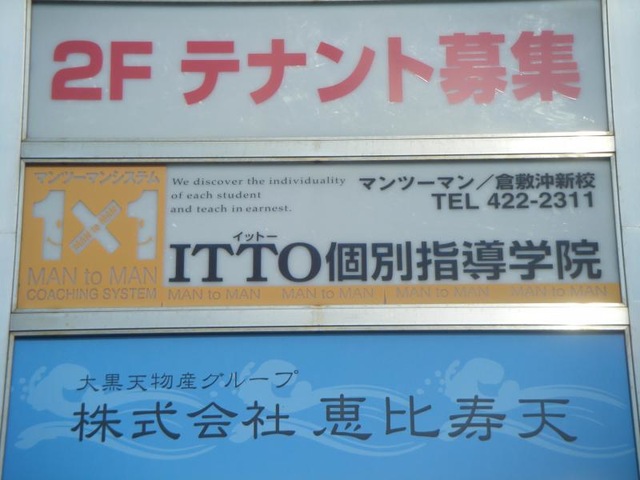 2F テナント募集
マンツーマンシステム
1×1
MAN to MAN
MAN to MAN
COACHING SYSTEM
We discover the individuality
of each student
and teach in earnest.
マンツーマン／倉敷沖新校
TEL 422-2311
イットー
ITTO個別指導学院
MAN to MAN MAN to MAN MAN to MAN MAN to MAN
大黒天物産グループ
株式会社 恵比寿天